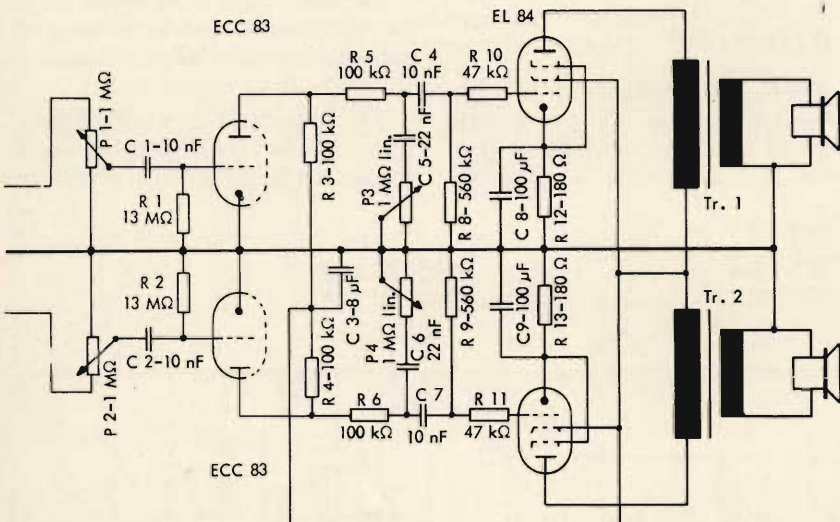 ECC 83
EL 84
R 5
100 kΩ
C 4
10 nF
R 10
47 kΩ
P 1-1 MΩ
C 1-10 nF
R 1
13 MΩ
R 3-100 kΩ
C 5-22 nF
P3
1 MΩ lin.
R 8- 560 kΩ
C 8-100 µF
R 12-180 Ω
Tr. 1
R 2
13 MΩ
C 2-10 nF
P 2-1 MΩ
R 4-100 kΩ
C 3-8 µF
P4
1 MΩ lin.
C 6
22 nF
R 9-560 kΩ
C9-100 µF
R 13-180 Ω
Tr. 2
R 6
100 kΩ
C 7
10 nF
R 11
47 kΩ
ECC 83